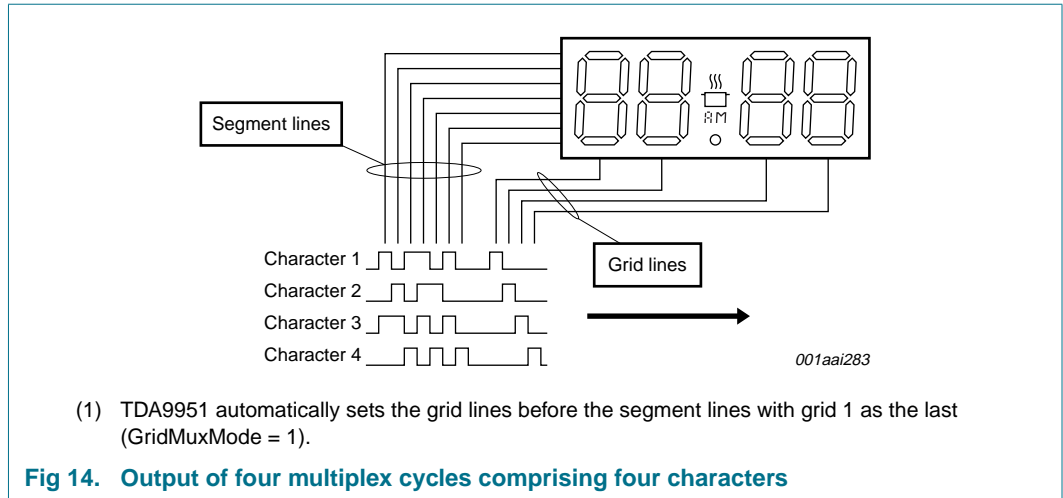 AM
Segment lines
Grid lines
Character 1
Character 2
Character 3
Character 4
001aai283
(1) TDA9951 automatically sets the grid lines before the segment lines with grid 1 as the last
(GridMuxMode = 1).
Fig 14. Output of four multiplex cycles comprising four characters